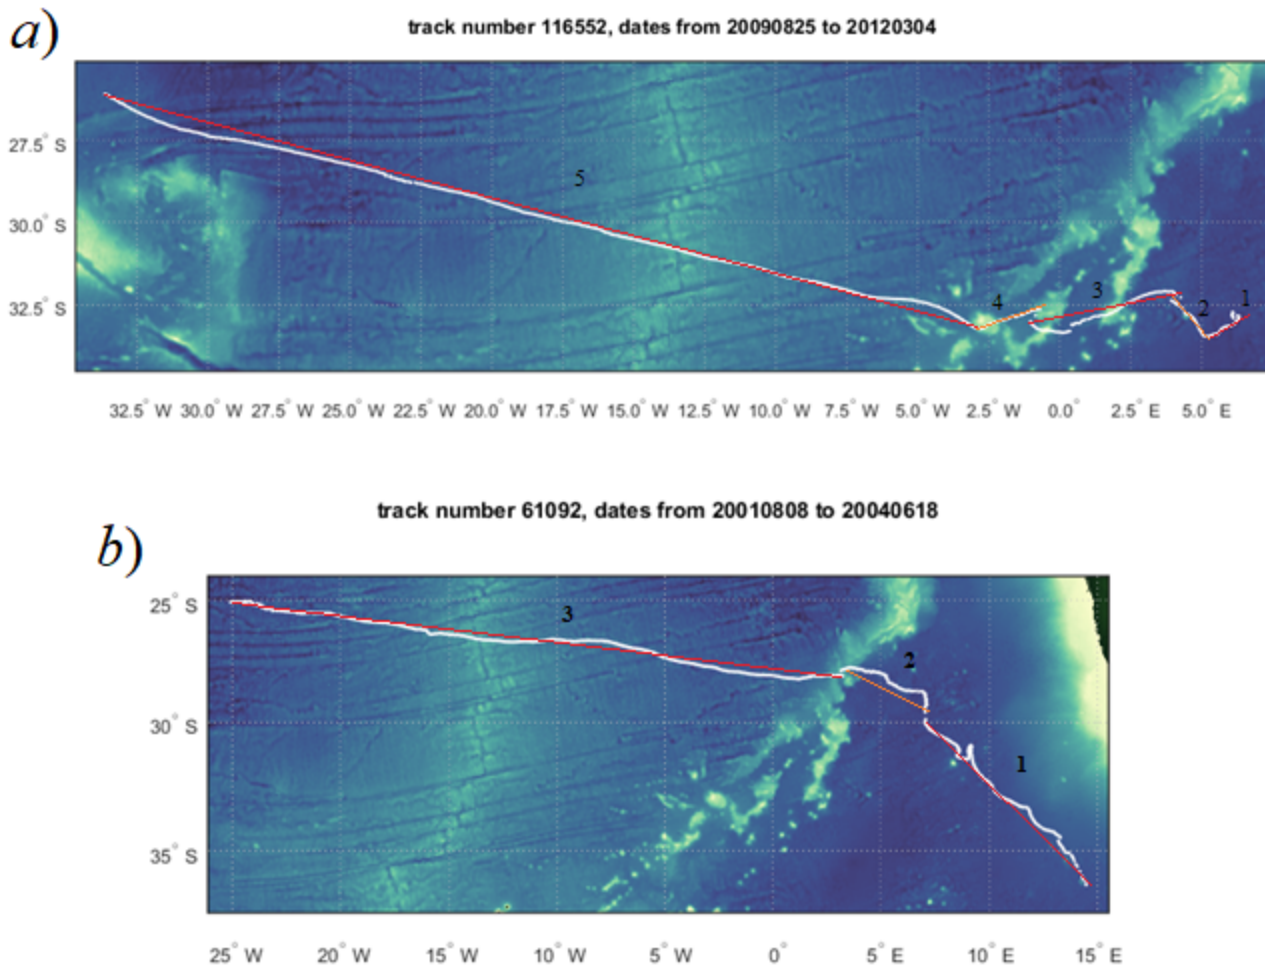 a)
track number 116552, dates from 20090825 to 20120304
27.5° S
30.0° S
32.5° S
5
4
3
2
1
32.5° W 30.0° W 27.5° W 25.0° W 22.5° W 20.0° W 17.5° W 15.0° W 12.5° W 10.0° W 7.5° W 5.0° W 2.5° W 0.0° 2.5° E 5.0° E
b)
track number 61092, dates from 20010808 to 20040618
25° S
30° S
35° S
3
2
1
25° W 20° W 15° W 10° W 5° W 0° 5° E 10° E 15° E